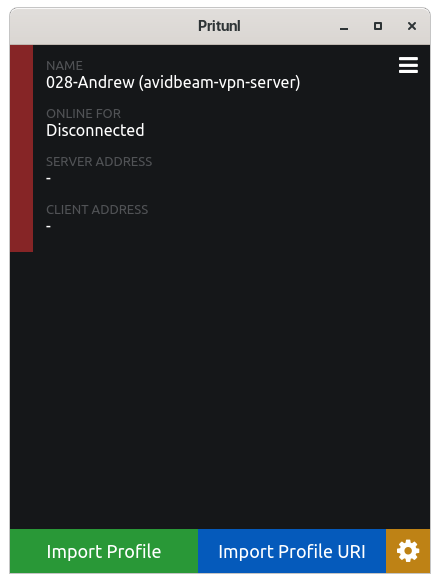 Pritunl
NAME
028-Andrew (avidbeam-vpn-server)
ONLINE FOR
Disconnected
SERVER ADDRESS
-
CLIENT ADDRESS
-
Import Profile
Import Profile URI